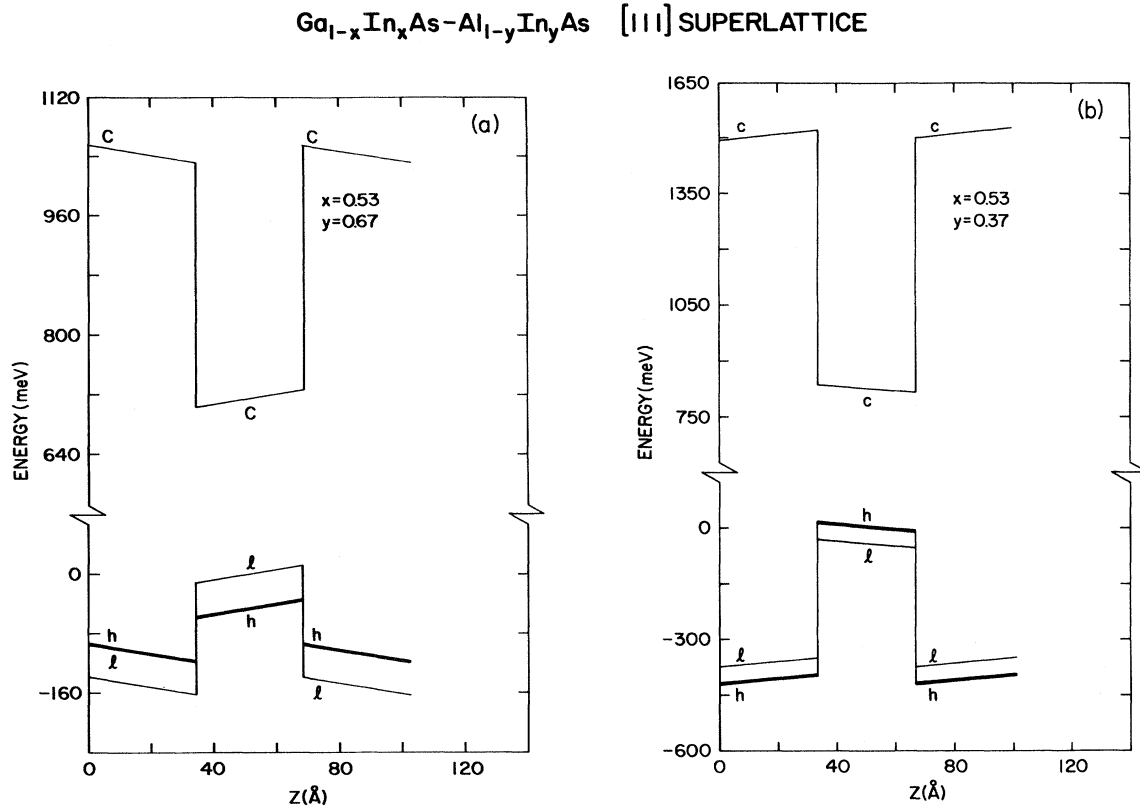 Ga1-xInxAs-Al1-yInyAs [111] SUPERLATTICE
(a)
1120
960
800
640
0
-160
ENERGY (meV)
C
C
x=0.53
y=0.67
C
ℓ
h
h
h
ℓ
ℓ
0
40
80
120
Z(Å)
(b)
1650
1350
1050
750
0
-300
-600
ENERGY (meV)
c
c
x=0.53
y=0.37
c
h
ℓ
ℓ
ℓ
h
h
0
40
80
120
Z(Å)